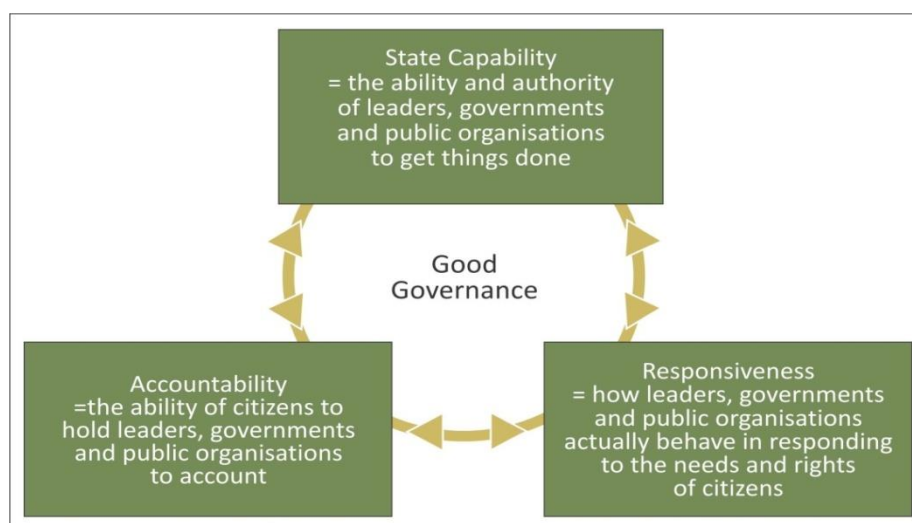 State Capability
= the ability and authority
of leaders, governments
and public organisations
to get things done
Good
Governance
Accountability
=the ability of citizens to
hold leaders, governments
and public organisations
to account
Responsiveness
= how leaders, governments
and public organisations
actually behave in responding
to the needs and rights
of citizens